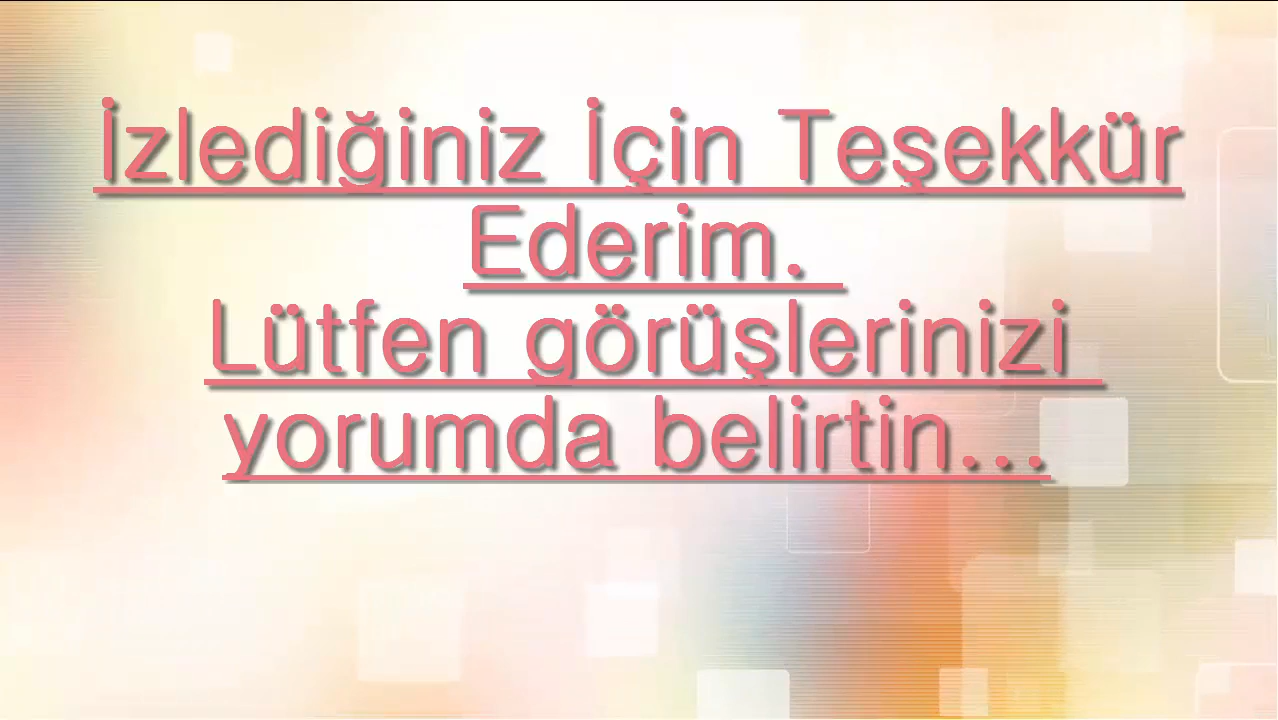 İzlediğiniz İçin Teşekkür
Ederim.
Lütfen görüşlerinizi
yorumda belirtin...